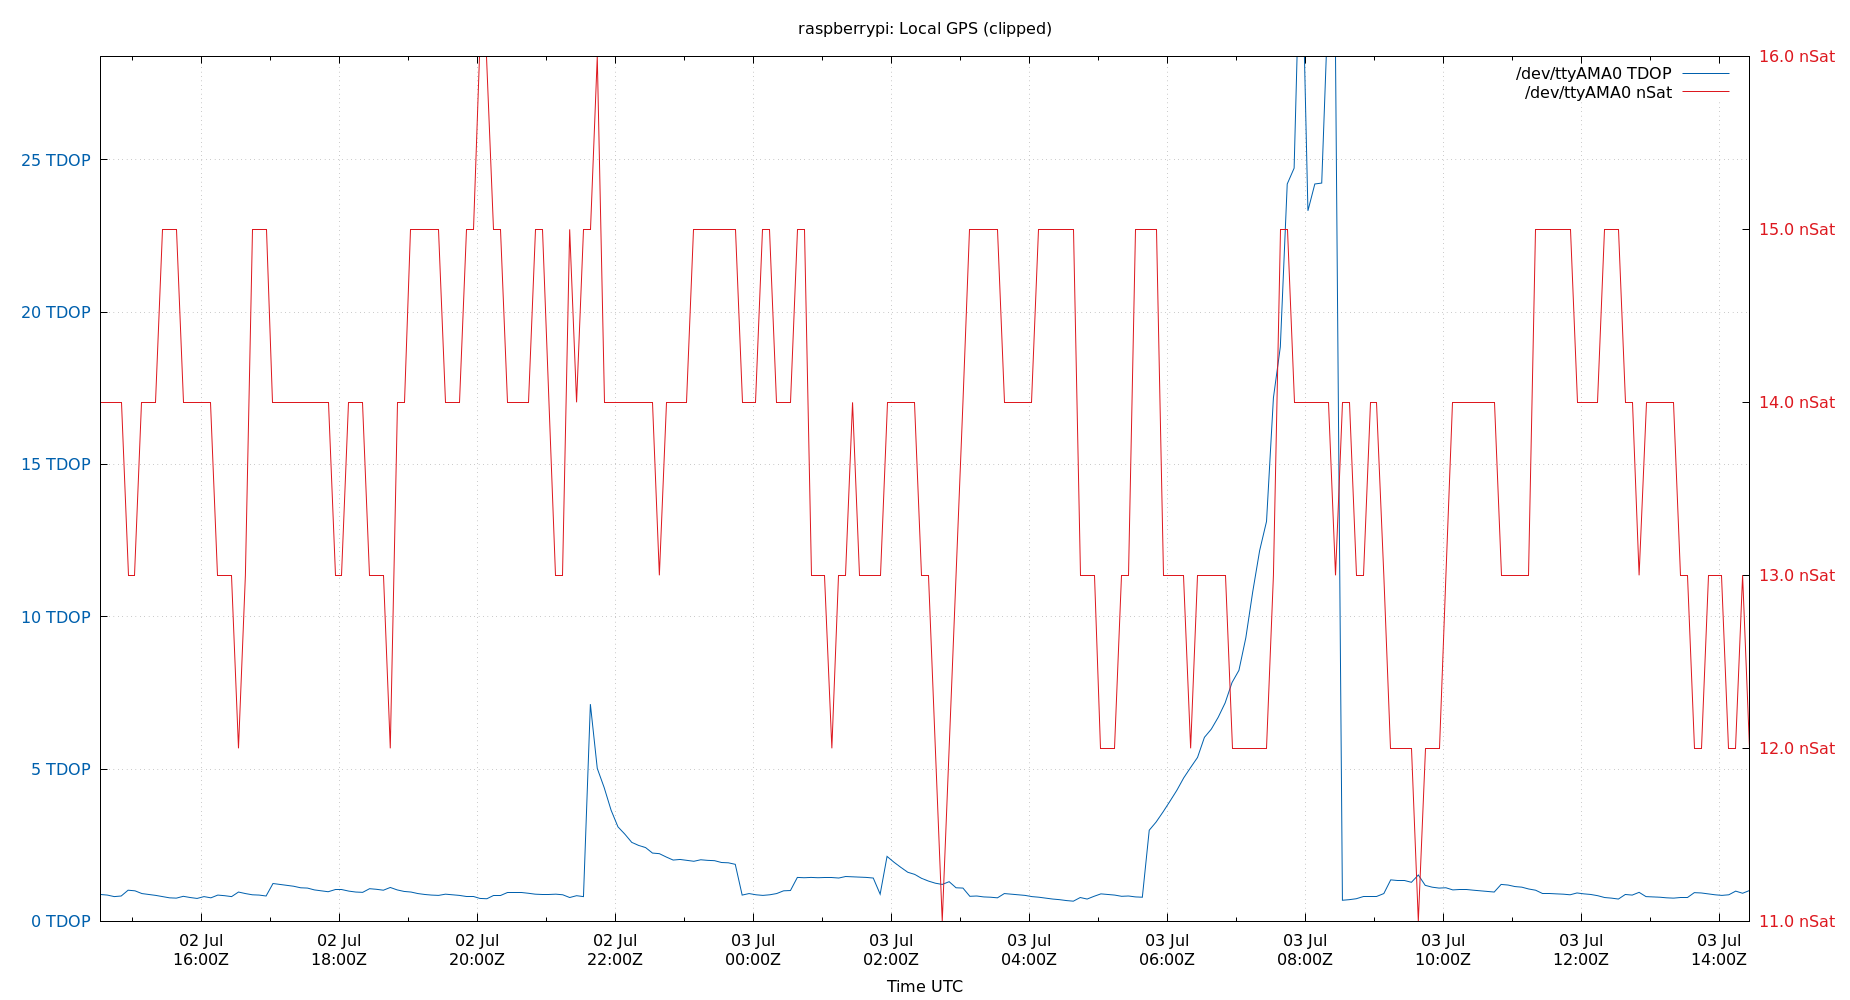 raspberrypi: Local GPS (clipped)
/dev/ttyAMA0 TDOP
/dev/ttyAMA0 nSat
25 TDOP
20 TDOP
15 TDOP
10 TDOP
5 TDOP
0 TDOP
16.0 nSat
15.0 nSat
14.0 nSat
13.0 nSat
12.0 nSat
11.0 nSat
02 Jul 02 Jul 02 Jul 02 Jul 03 Jul 03 Jul 03 Jul 03 Jul 03 Jul 03 Jul 03 Jul 03 Jul
16:00Z 18:00Z 20:00Z 22:00Z 00:00Z 02:00Z 04:00Z 06:00Z 08:00Z 10:00Z 12:00Z 14:00Z
Time UTC